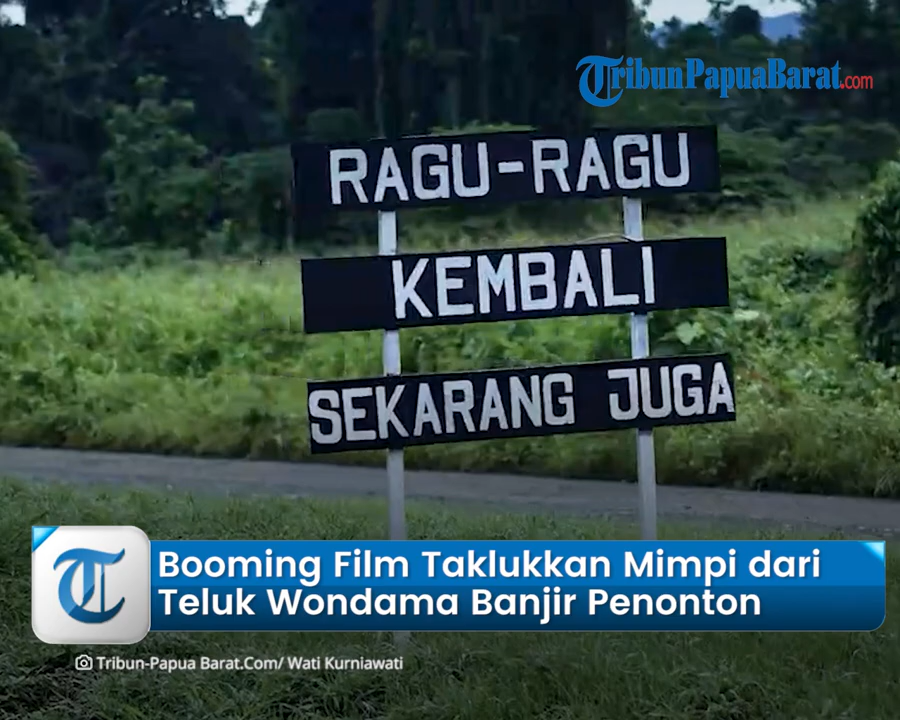 TribunPapuaBarat.com
RAGU-RAGU
KEMBALI
SEKARANG JUGA
Booming Film Taklukkan Mimpi dari
Teluk Wondama Banjir Penonton
Tribun-Papua Barat.Com/ Wati Kurniawati